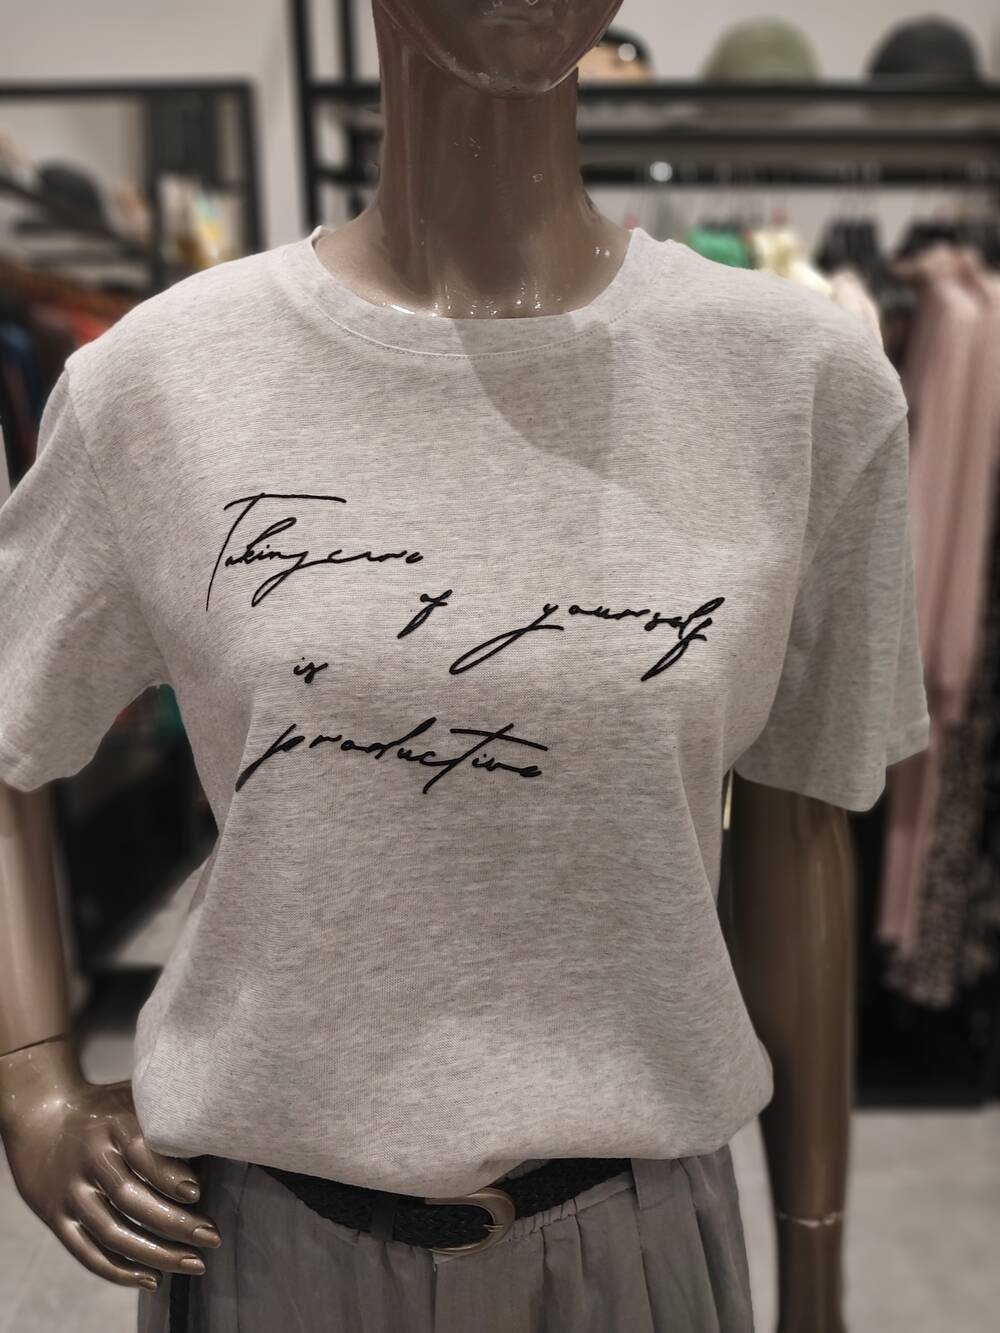 Taking care
of yourself
is
productive